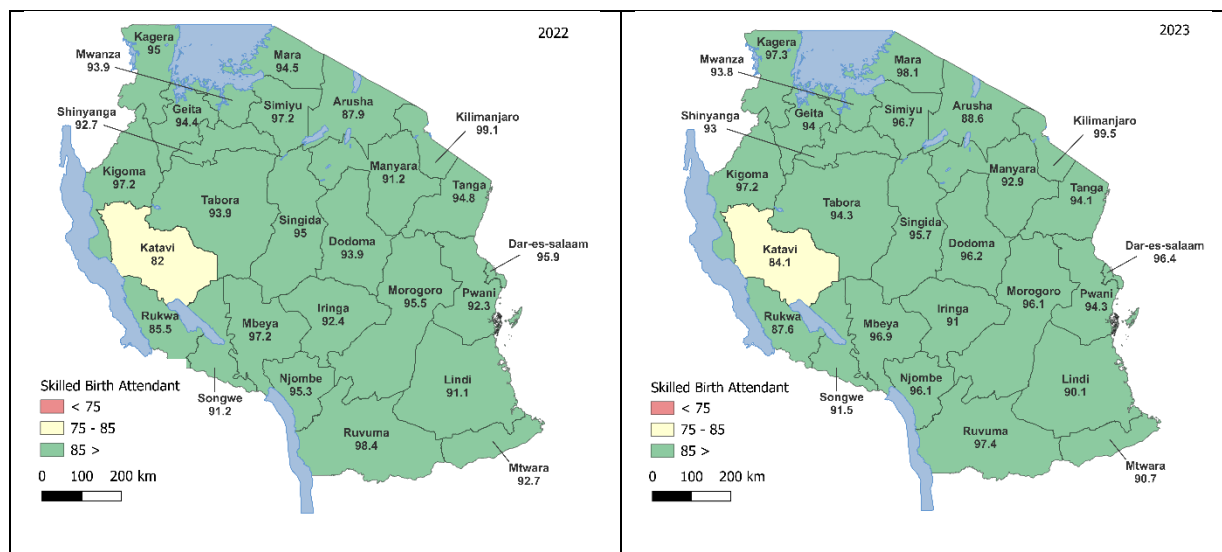 2022
Kagera
95
Mwanza
93.9
Mara
94.5
Shinyanga
92.7
Geita
94.4
Simiyu
97.2
Arusha
87.9
Kilimanjaro
99.1
Kigoma
97.2
Manyara
91.2
Tanga
94.8
Tabora
93.9
Singida
95
Katavi
82
Dodoma
93.9
Dar-es-salaam
95.9
Morogoro
95.5
Pwani
92.3
Rukwa
85.5
Mbeya
97.2
Iringa
92.4
Songwe
91.2
Njombe
95.3
Lindi
91.1
Ruvuma
98.4
Mtwara
92.7
Skilled Birth Attendant
< 75
75 - 85
85 >
0 100 200 km
2023
Kagera
97.3
Mwanza
93.8
Mara
98.1
Shinyanga
93
Geita
94
Simiyu
96.7
Arusha
88.6
Kilimanjaro
99.5
Kigoma
97.2
Manyara
92.9
Tanga
94.1
Tabora
94.3
Singida
95.7
Katavi
84.1
Dodoma
96.2
Dar-es-salaam
96.4
Morogoro
96.1
Pwani
94.3
Rukwa
87.6
Mbeya
96.9
Iringa
91
Songwe
91.5
Njombe
96.1
Lindi
90.1
Ruvuma
97.4
Mtwara
90.7
Skilled Birth Attendant
< 75
75 - 85
85 >
0 100 200 km